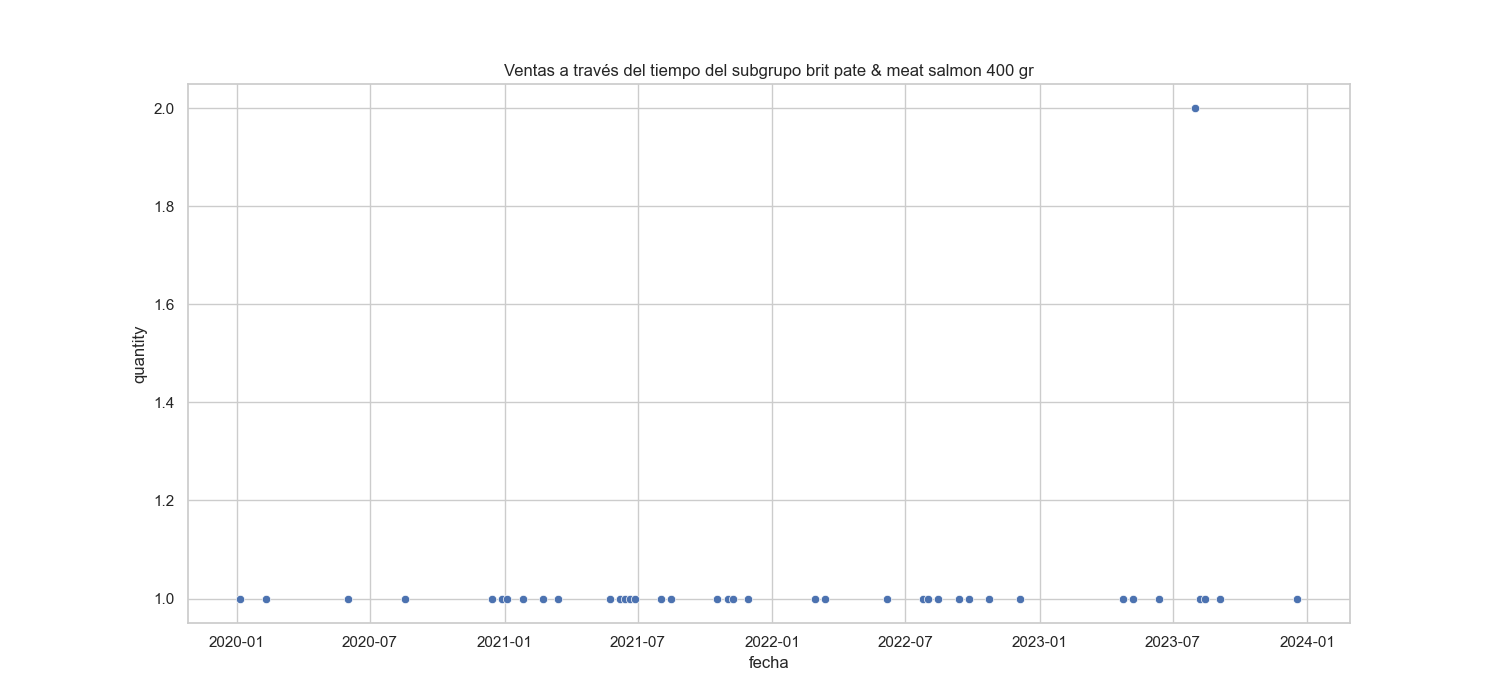 Ventas a través del tiempo del subgrupo brit pate & meat salmon 400 gr
2.0
1.8
1.6
1.4
1.2
1.0
quantity
2020-01 2020-07 2021-01 2021-07 2022-01 2022-07 2023-01 2023-07 2024-01
fecha